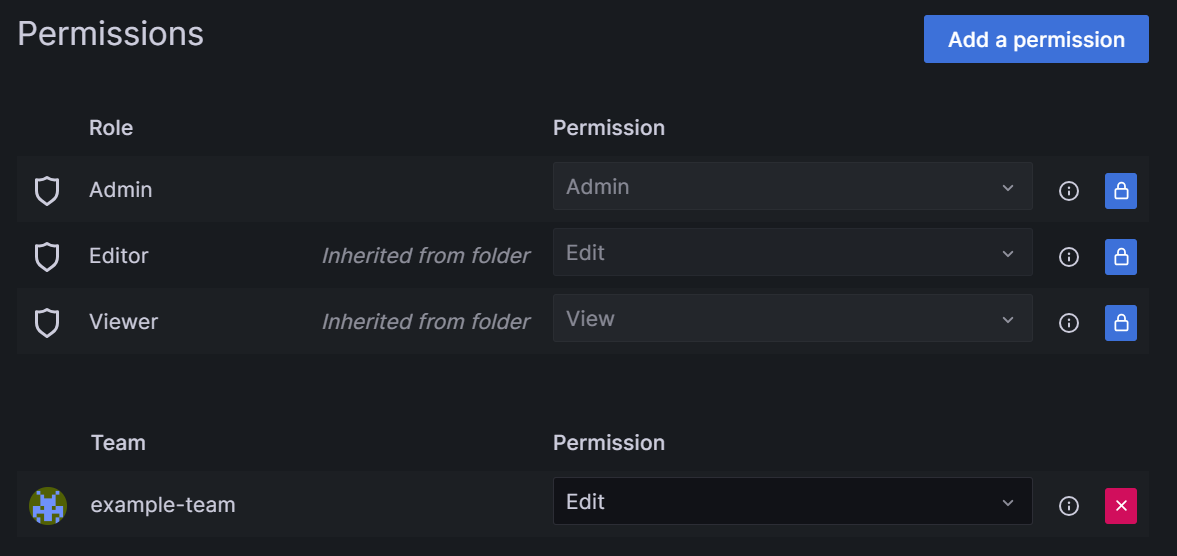 Permissions
Add a permission
Role Permission
Admin Admin
Editor Inherited from folder Edit
Viewer Inherited from folder View
Team Permission
example-team Edit